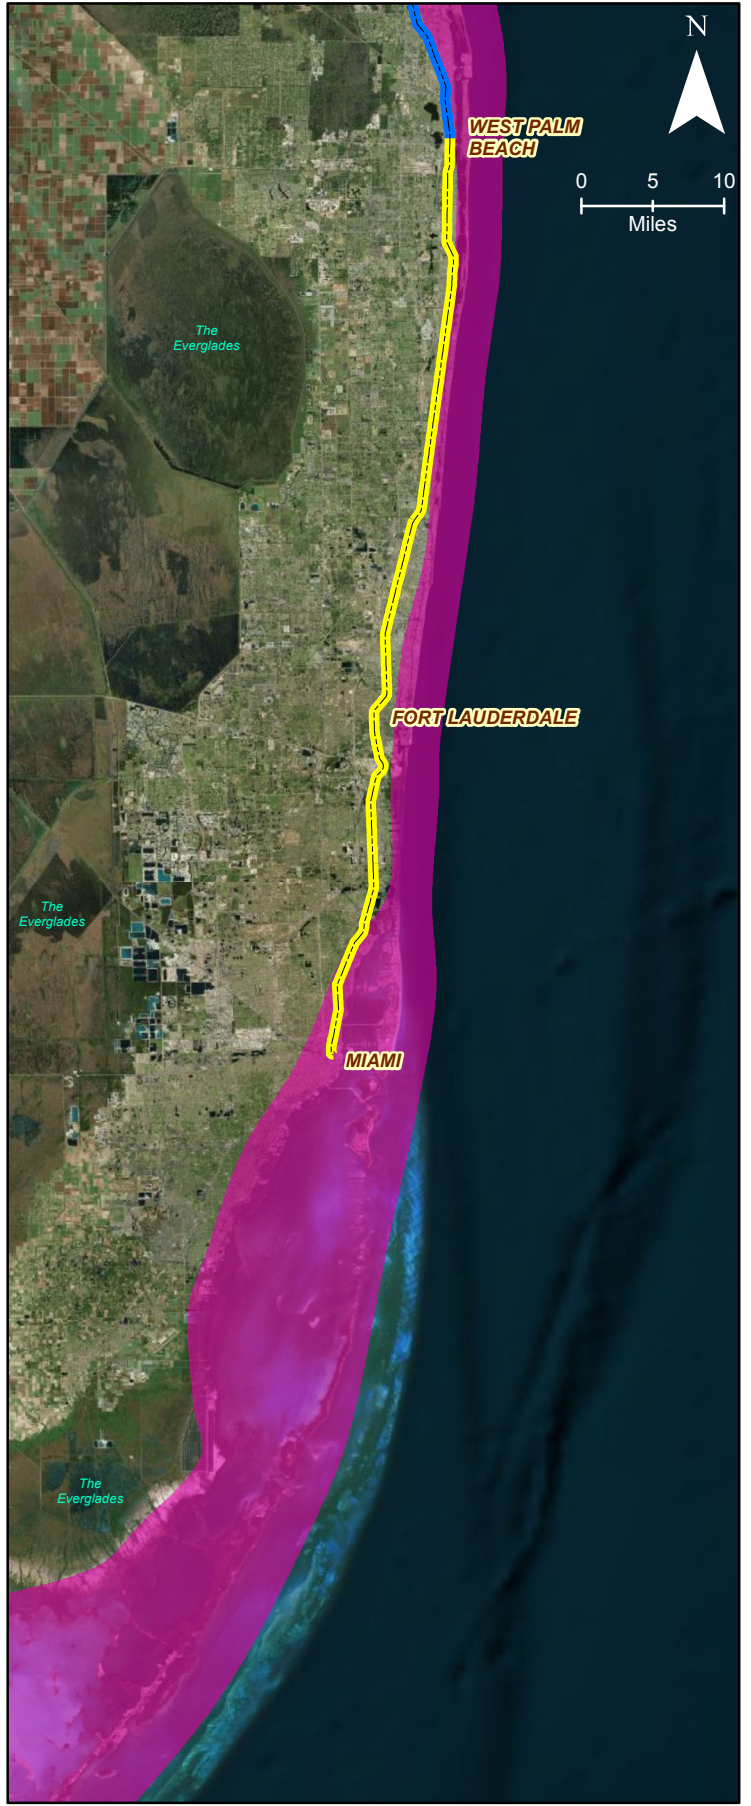 N
WEST PALM
BEACH
0 5 10
Miles
The
Everglades
FORT LAUDERDALE
The
Everglades
MIAMI
The
Everglades